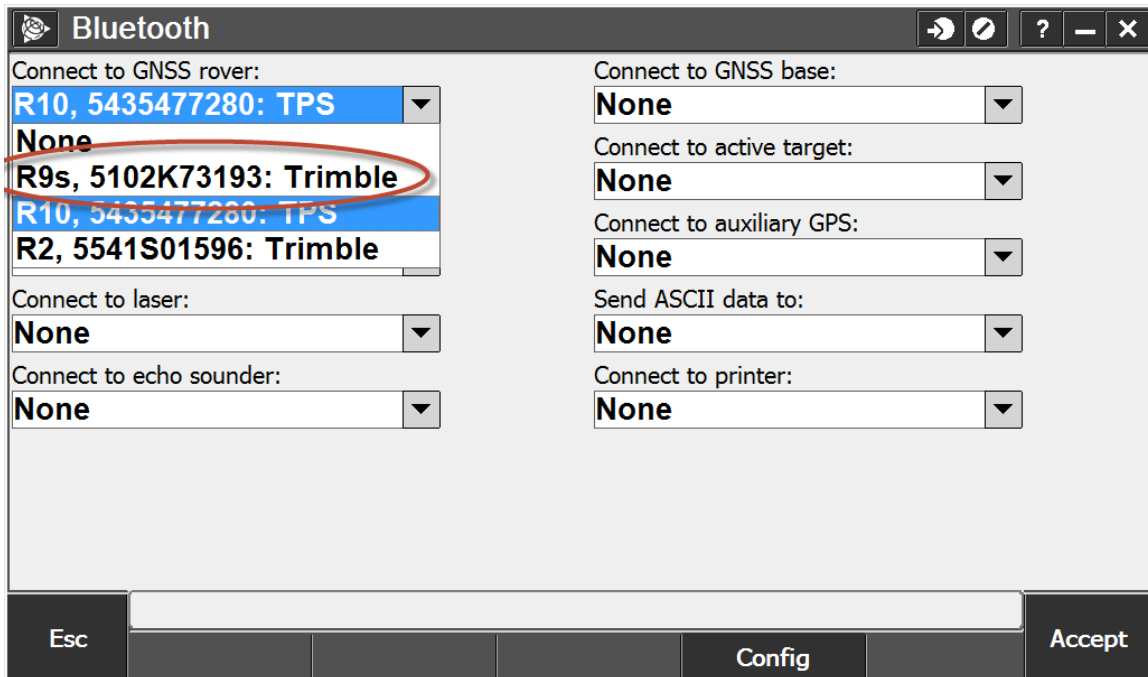 Bluetooth
?
Connect to GNSS rover:
R10, 5435477280: TPS
None
R9s, 5102K73193: Trimble
R10, 5435477280: TPS
R2, 5541S01596: Trimble
Connect to laser:
None
Connect to echo sounder:
None
Connect to GNSS base:
None
Connect to active target:
None
Connect to auxiliary GPS:
None
Send ASCII data to:
None
Connect to printer:
None
Esc
Config
Accept